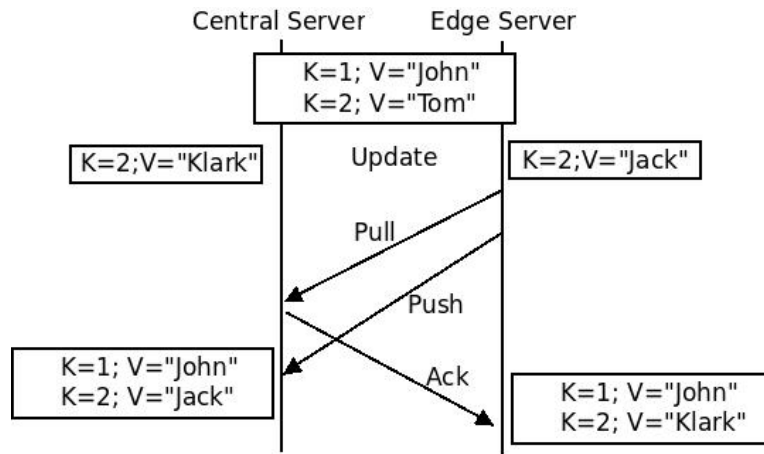 Central Server Edge Server
K=1; V="John"
K=2; V="Tom"
K=2;V="Klark"
Update
K=2;V="Jack"
Pull
Push
K=1; V="John"
K=2; V="Jack"
Ack
K=1; V="John"
K=2; V="Klark"